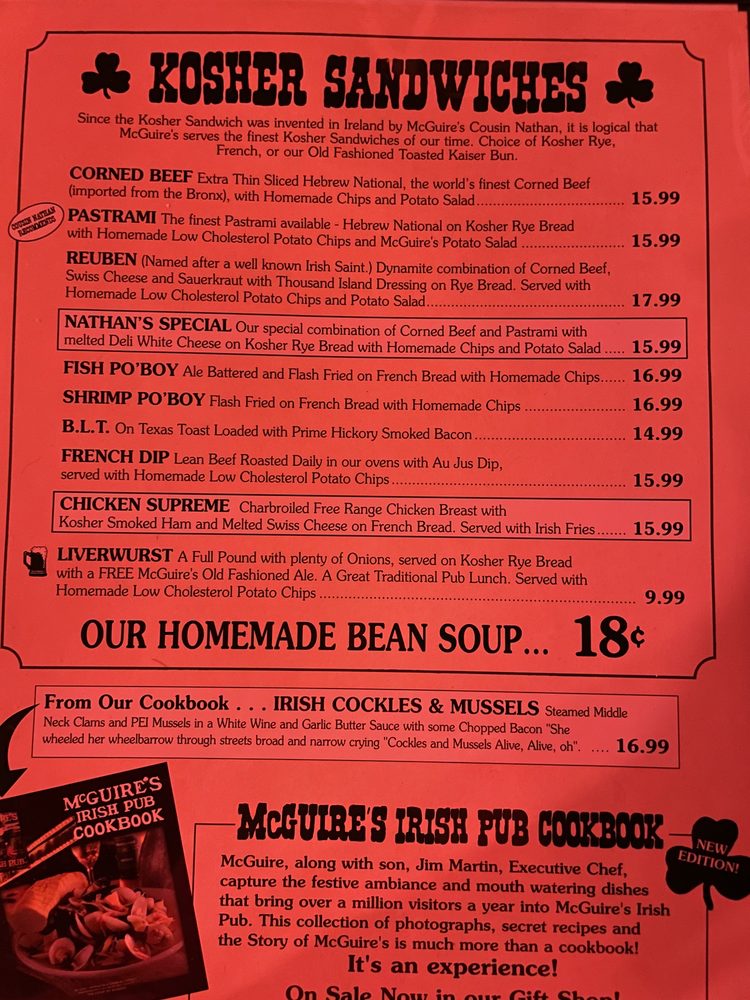 KOSHER SANDWICHES
Since the Kosher Sandwich was invented in Ireland by McGuire's Cousin Nathan, it is logical that
McGuire's serves the finest Kosher Sandwiches of our time. Choice of Kosher Rye,
French, or our Old Fashioned Toasted Kaiser Bun.
CORNED BEEF Extra Thin Sliced Hebrew National, the world's finest Corned Beef
(imported from the Bronx), with Homemade Chips and Potato Salad ........ 15.99
COUSIN NATHAN
RECOMMENDS
PASTRAMI The finest Pastrami available - Hebrew National on Kosher Rye Bread
with Homemade Low Cholesterol Potato Chips and McGuire's Potato Salad ........ 15.99
REUBEN (Named after a well known Irish Saint.) Dynamite combination of Corned Beef,
Swiss Cheese and Sauerkraut with Thousand Island Dressing on Rye Bread. Served with
Homemade Low Cholesterol Potato Chips and Potato Salad........ 17.99
NATHAN'S SPECIAL Our special combination of Corned Beef and Pastrami with
melted Deli White Cheese on Kosher Rye Bread with Homemade Chips and Potato Salad ..... 15.99
FISH PO'BOY Ale Battered and Flash Fried on French Bread with Homemade Chips...... 16.99
SHRIMP PO'BOY Flash Fried on French Bread with Homemade Chips ........ 16.99
B.L.T. On Texas Toast Loaded with Prime Hickory Smoked Bacon........ 14.99
FRENCH DIP Lean Beef Roasted Daily in our ovens with Au Jus Dip,
served with Homemade Low Cholesterol Potato Chips........ 15.99
CHICKEN SUPREME Charbroiled Free Range Chicken Breast with
Kosher Smoked Ham and Melted Swiss Cheese on French Bread. Served with Irish Fries....... 15.99
LIVERWURST A Full Pound with plenty of Onions, served on Kosher Rye Bread
with a FREE McGuire's Old Fashioned Ale. A Great Traditional Pub Lunch. Served with
Homemade Low Cholesterol Potato Chips ........ 9.99
OUR HOMEMADE BEAN SOUP... 18¢
From Our Cookbook . . . IRISH COCKLES & MUSSELS Steamed Middle
Neck Clams and PEI Mussels in a White Wine and Garlic Butter Sauce with some Chopped Bacon "She
wheeled her wheelbarrow through streets broad and narrow crying "Cockles and Mussels Alive, Alive, oh". .... 16.99
McGUIRE'S
IRISH PUB
COOKBOOK
McGUIRE'S IRISH PUB COOKBOOK
NEW
EDITION!
McGuire, along with son, Jim Martin, Executive Chef,
capture the festive ambiance and mouth watering dishes
that bring over a million visitors a year into McGuire's Irish
Pub. This collection of photographs, secret recipes and
the Story of McGuire's is much more than a cookbook!
It's an experience!
On Sale Now in our Gift Shop!